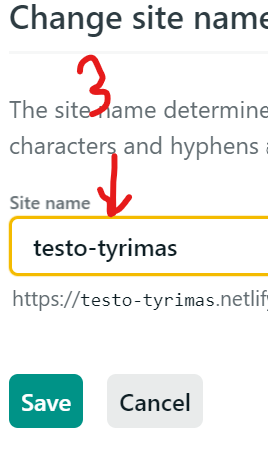 Change site name
3
The site name determine
characters and hyphens a
Site name
testo-tyrimas
https://testo-tyrimas.netlify
Save
Cancel